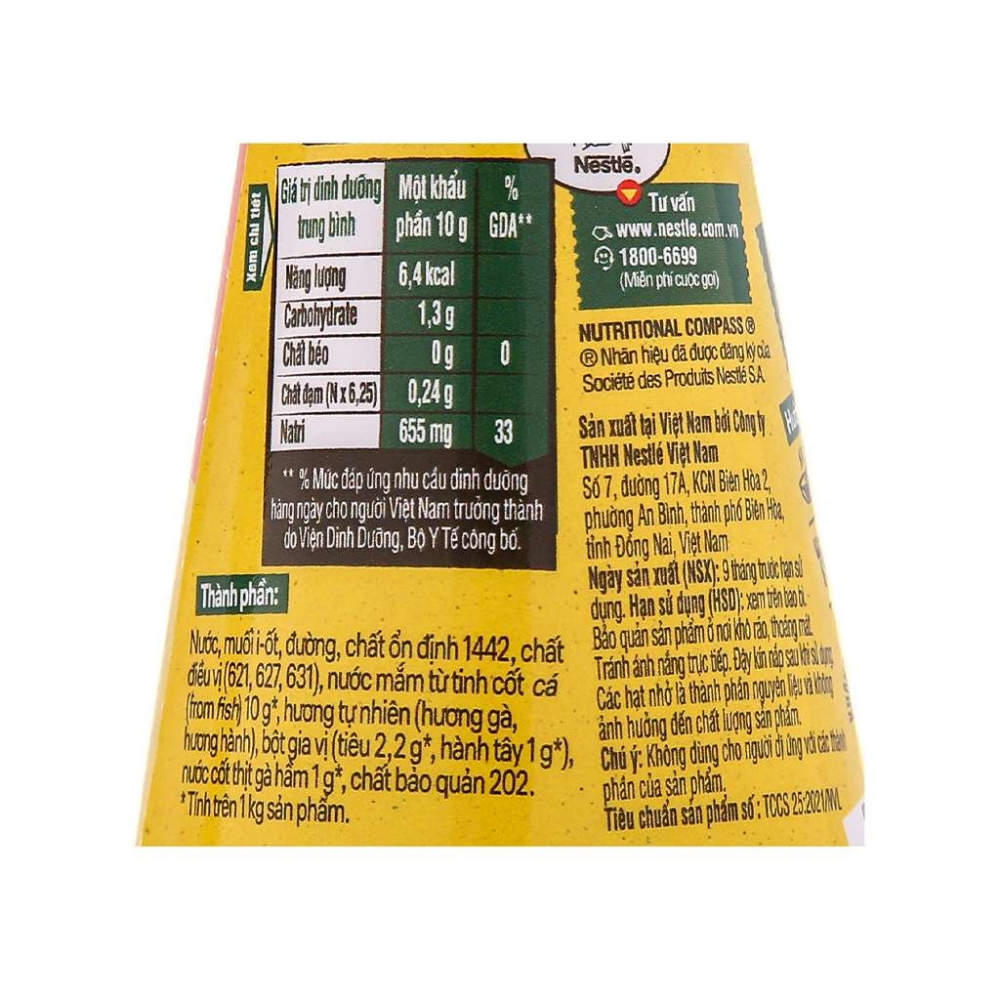 Nestlé.
Xem chi tiết
Giá trị dinh dưỡng trung bình | Một khẩu phần 10 g | % GDA**
Năng lượng 6,4 kcal
Carbohydrate 1,3 g
Chất béo 0 g 0
Chất đạm (N x 6,25) 0,24 g
Natri 655 mg 33
** % Mức đáp ứng nhu cầu dinh dưỡng
hàng ngày cho người Việt Nam trưởng thành
do Viện Dinh Dưỡng, Bộ Y Tế công bố.
Thành phần:
Nước, muối i-ốt, đường, chất ổn định 1442, chất
điều vị (621, 627, 631), nước mắm từ tinh cốt cá
(from fish) 10 g*, hương tự nhiên (hương gà,
hương hành), bột gia vị (tiêu 2,2 g*, hành tây 1 g*),
nước cốt thịt gà hầm 1 g*, chất bảo quản 202.
*Tính trên 1 kg sản phẩm.
Tư vấn
www.nestle.com.vn
1800-6699
(Miễn phí cuộc gọi)
NUTRITIONAL COMPASS ®
® Nhãn hiệu đã được đăng ký của
Société des Produits Nestlé S.A
Sản xuất tại Việt Nam bởi Công ty
TNHH Nestlé Việt Nam
Số 7, đường 17A, KCN Biên Hòa 2,
phường An Bình, thành phố Biên Hòa,
tỉnh Đồng Nai, Việt Nam
Ngày sản xuất (NSX): 9 tháng trước hạn sử
dụng. Hạn sử dụng (HSD): xem trên bao bì.
Bảo quản sản phẩm ở nơi khô ráo, thoáng mát.
Tránh ánh nắng trực tiếp. Đậy kín nắp sau khi sử dụng
Các hạt nhỏ là thành phần nguyên liệu và không
ảnh hưởng đến chất lượng sản phẩm.
Chú ý: Không dùng cho người dị ứng với các thành
phần của sản phẩm.
Tiêu chuẩn sản phẩm số : TCCS 25:2021/NVL